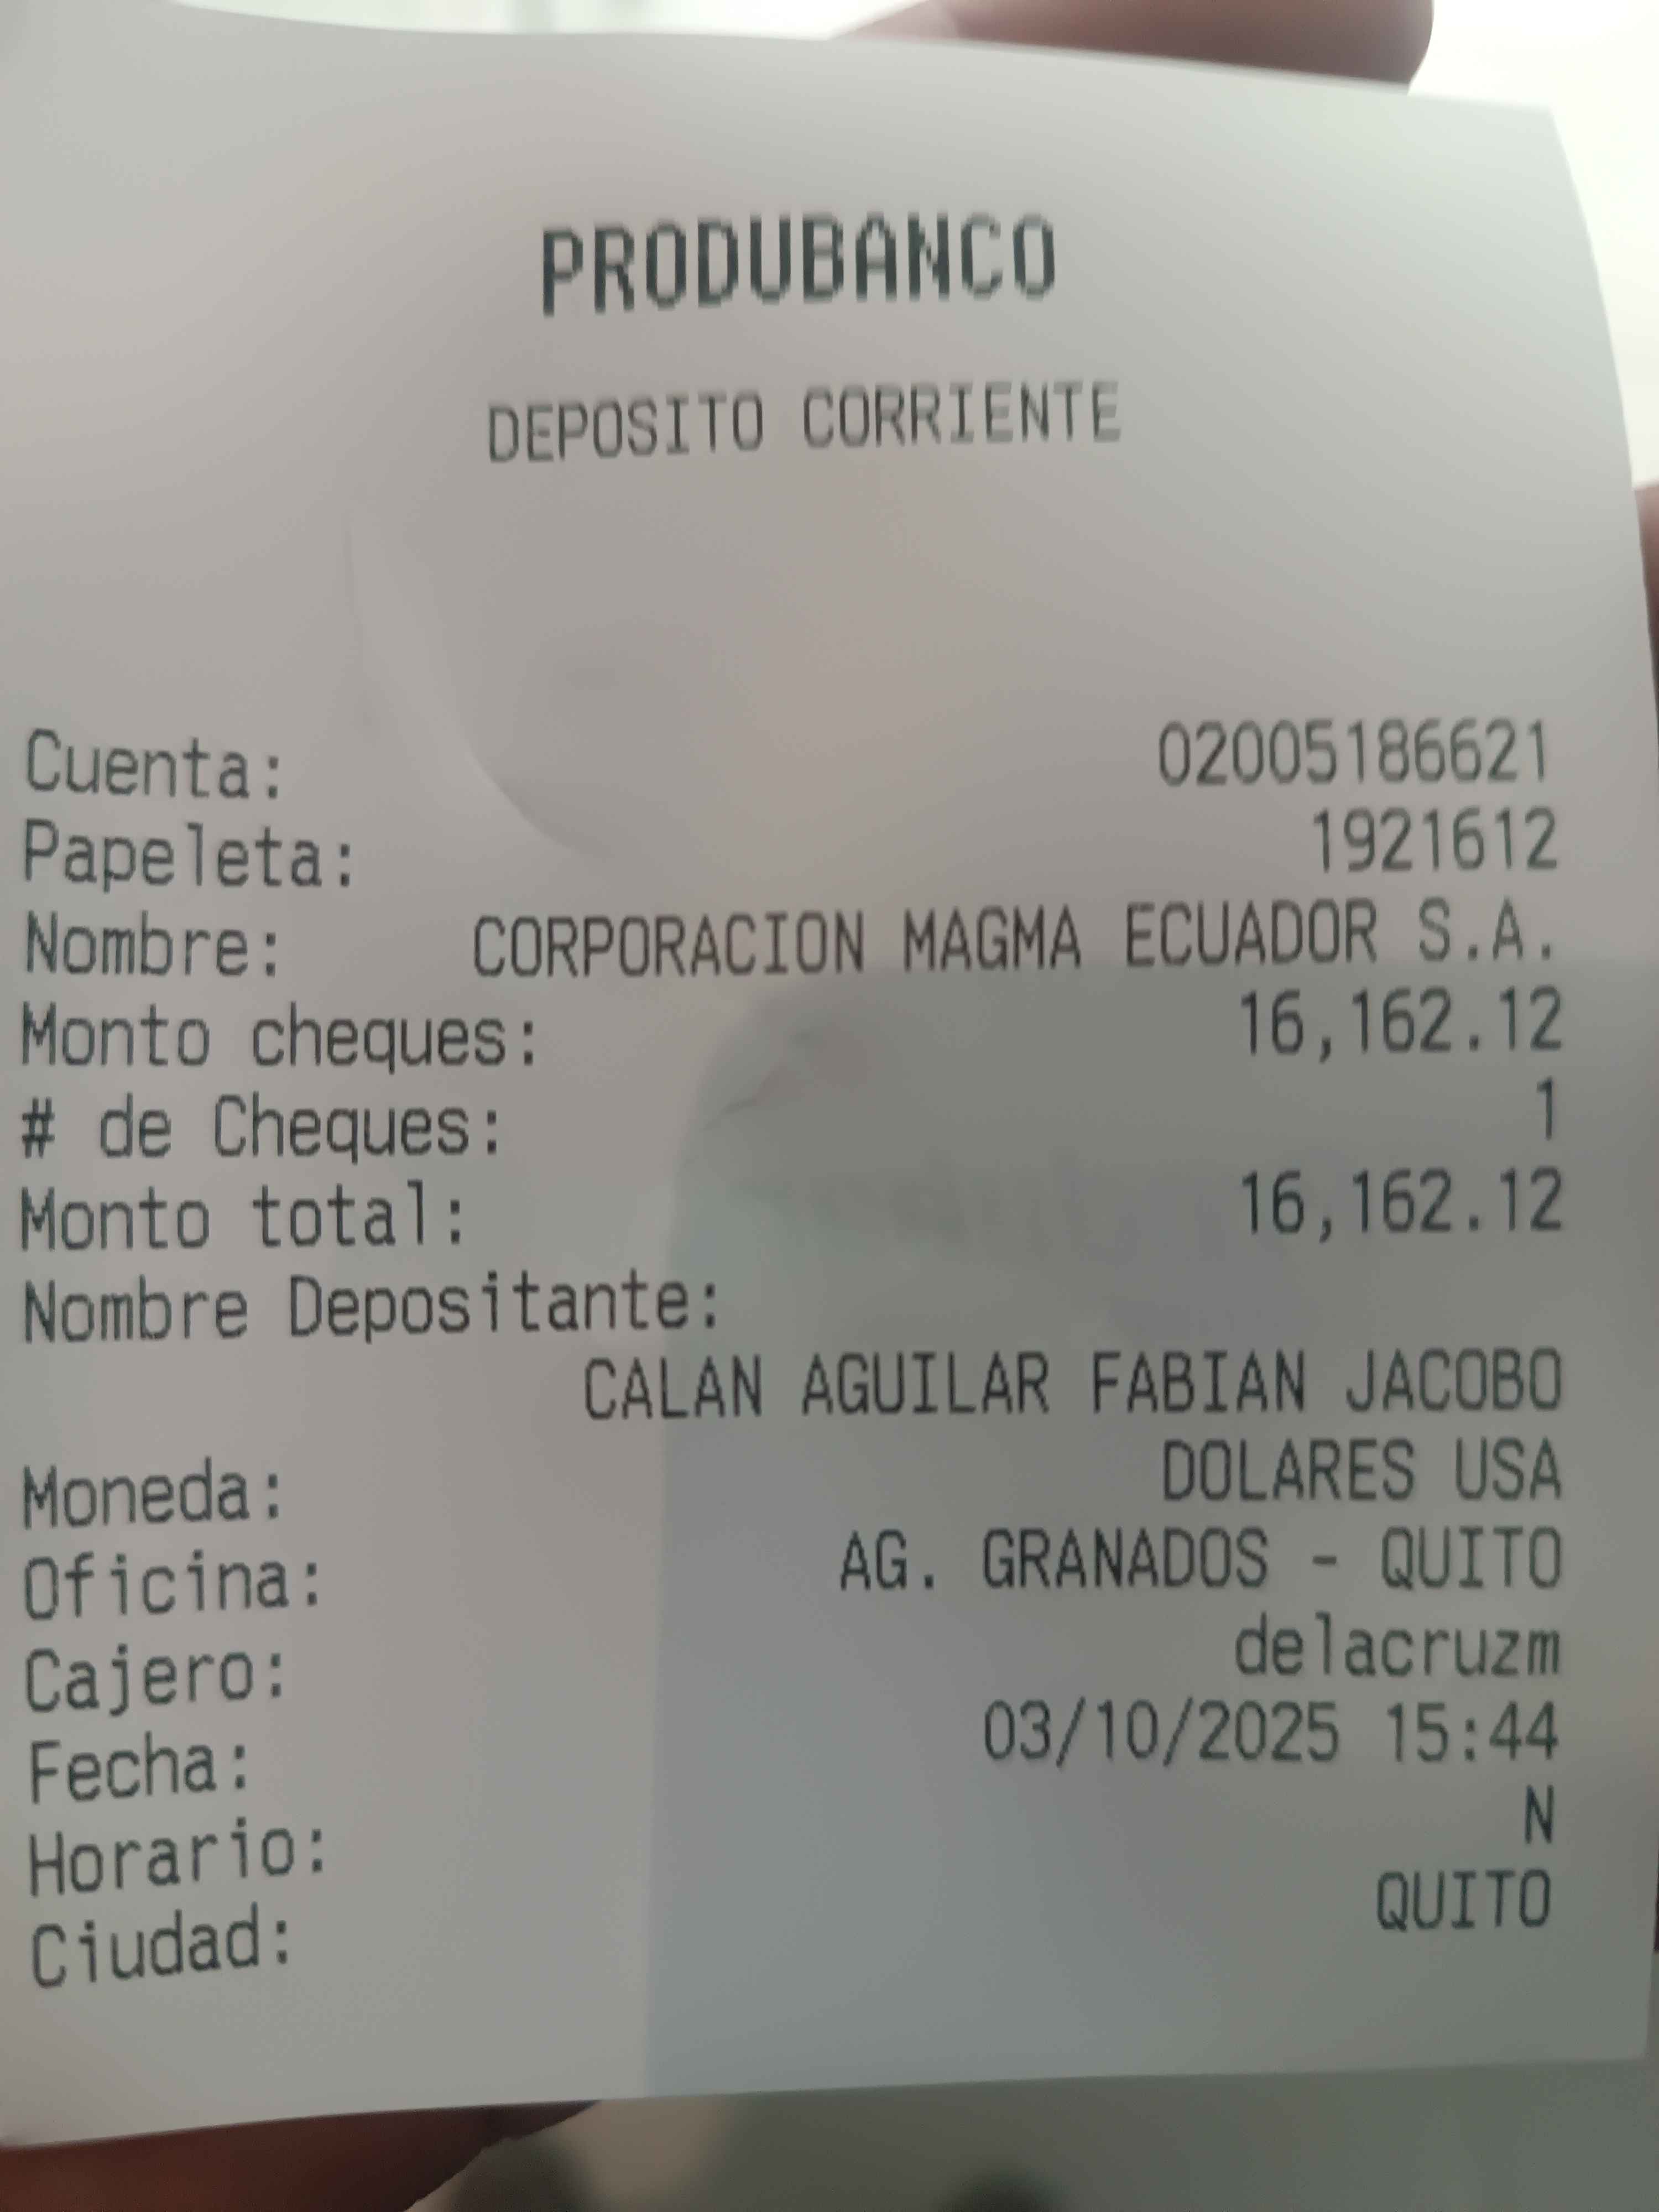 PRODUBANCO
DEPOSITO CORRIENTE
Cuenta: 02005186621
Papeleta: 1921612
Nombre: CORPORACION MAGMA ECUADOR S.A.
Monto cheques: 16,162.12
# de Cheques: 1
Monto total: 16,162.12
Nombre Depositante:
CALAN AGUILAR FABIAN JACOBO
Moneda: DOLARES USA
Oficina: AG. GRANADOS - QUITO
Cajero: delacruzm
Fecha: 03/10/2025 15:44
Horario: N
Ciudad: QUITO